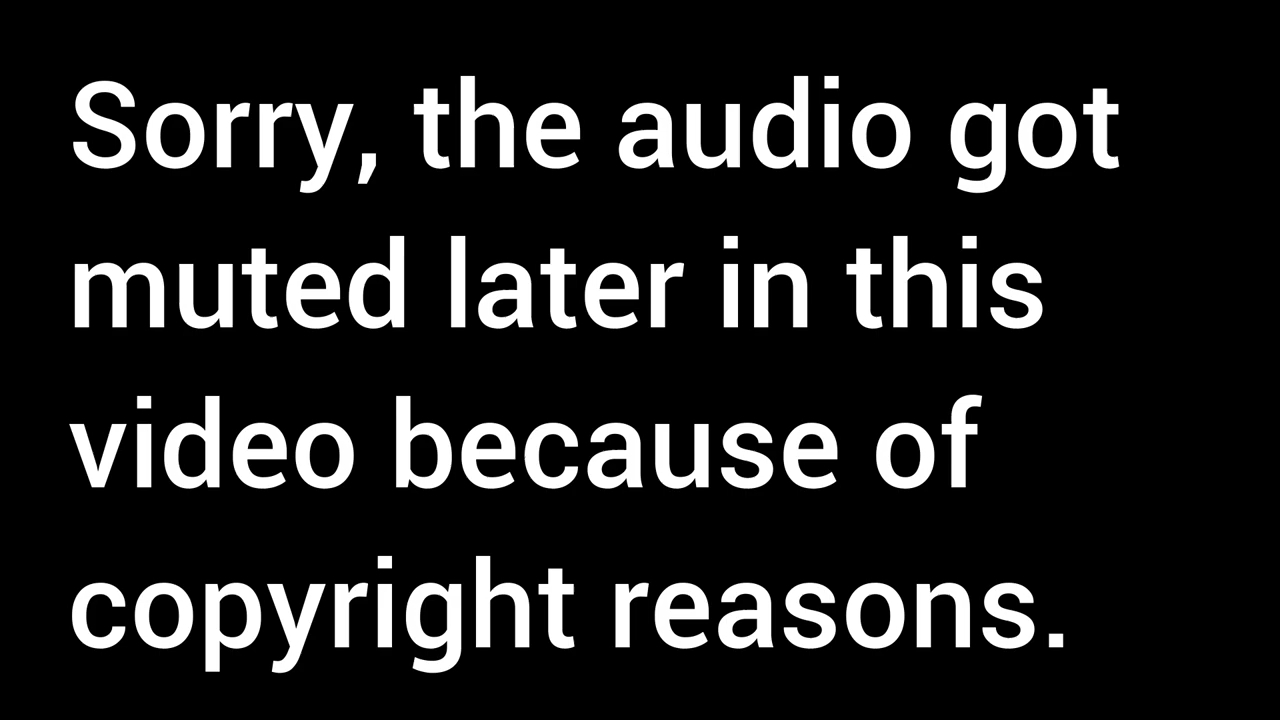 Sorry, the audio got
muted later in this
video because of
copyright reasons.